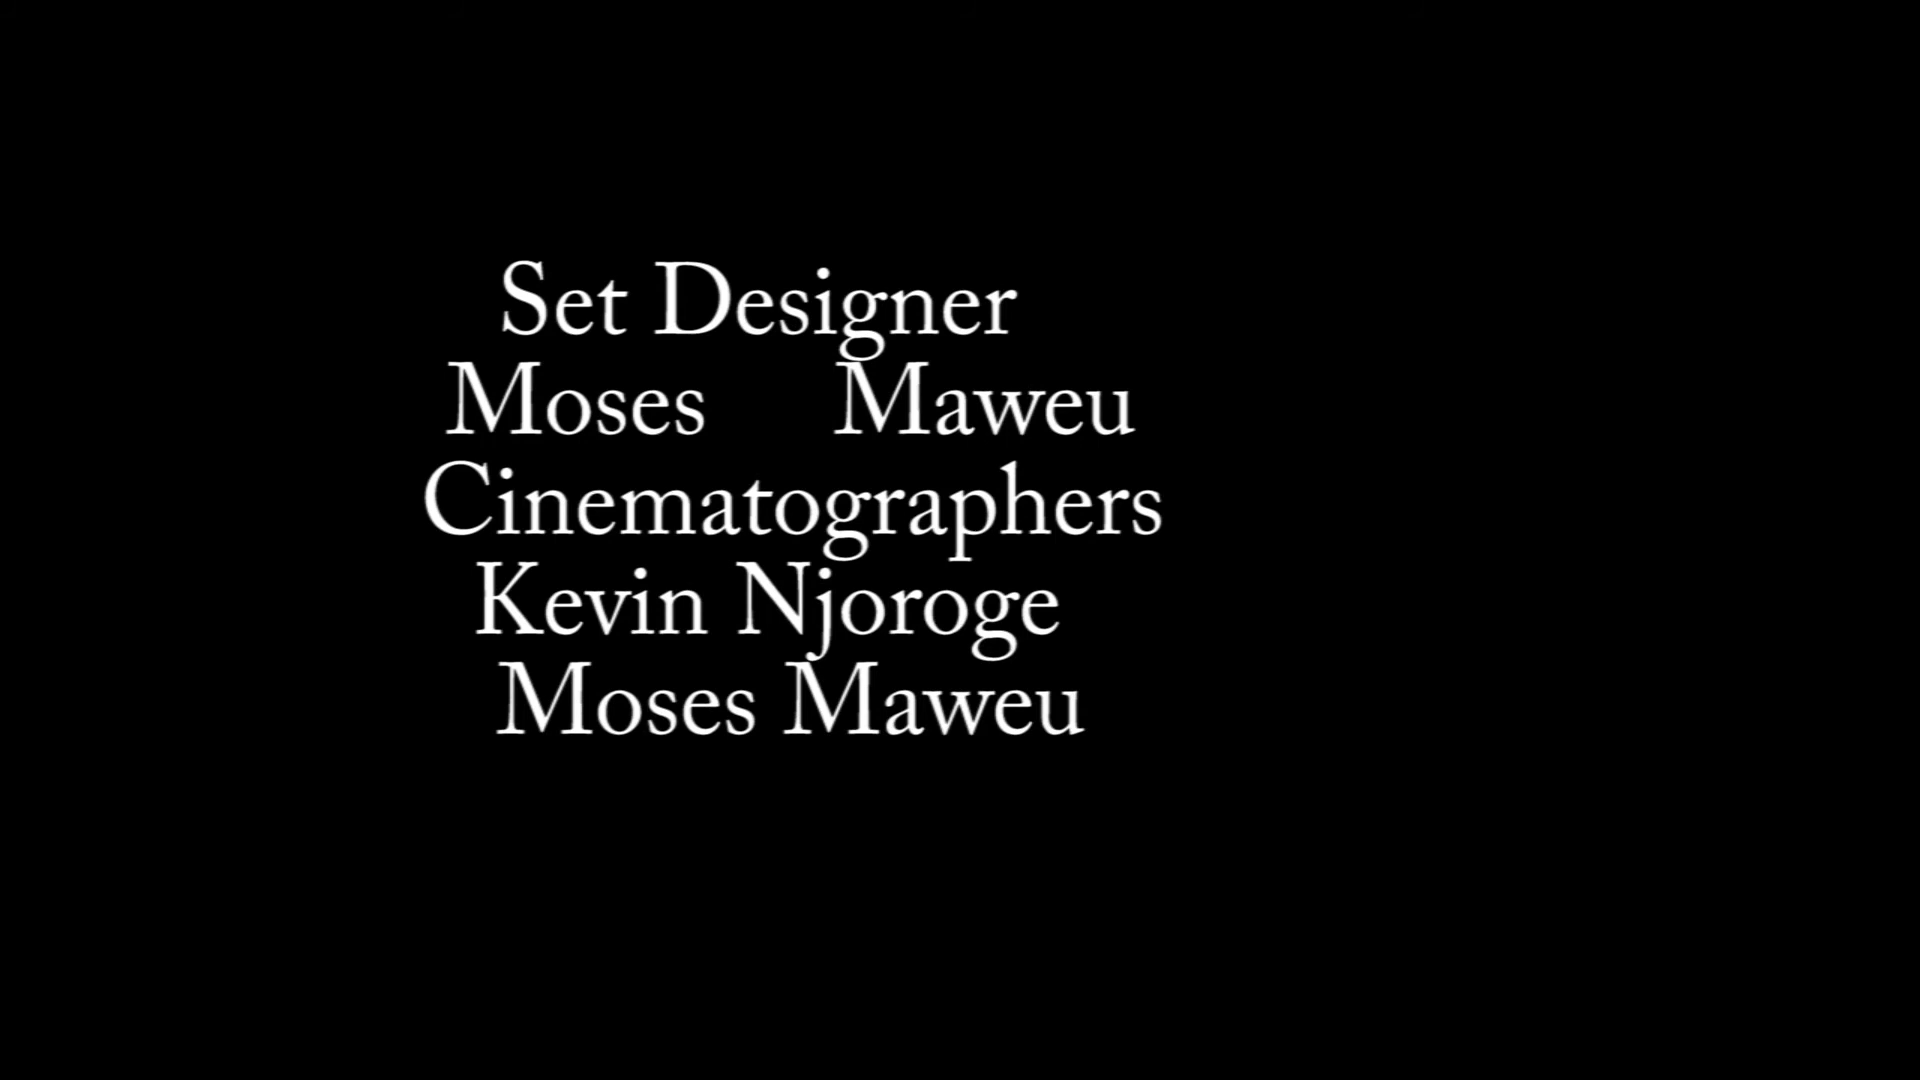 Set Designer
Moses Maweu
Cinematographers
Kevin Njoroge
Moses Maweu